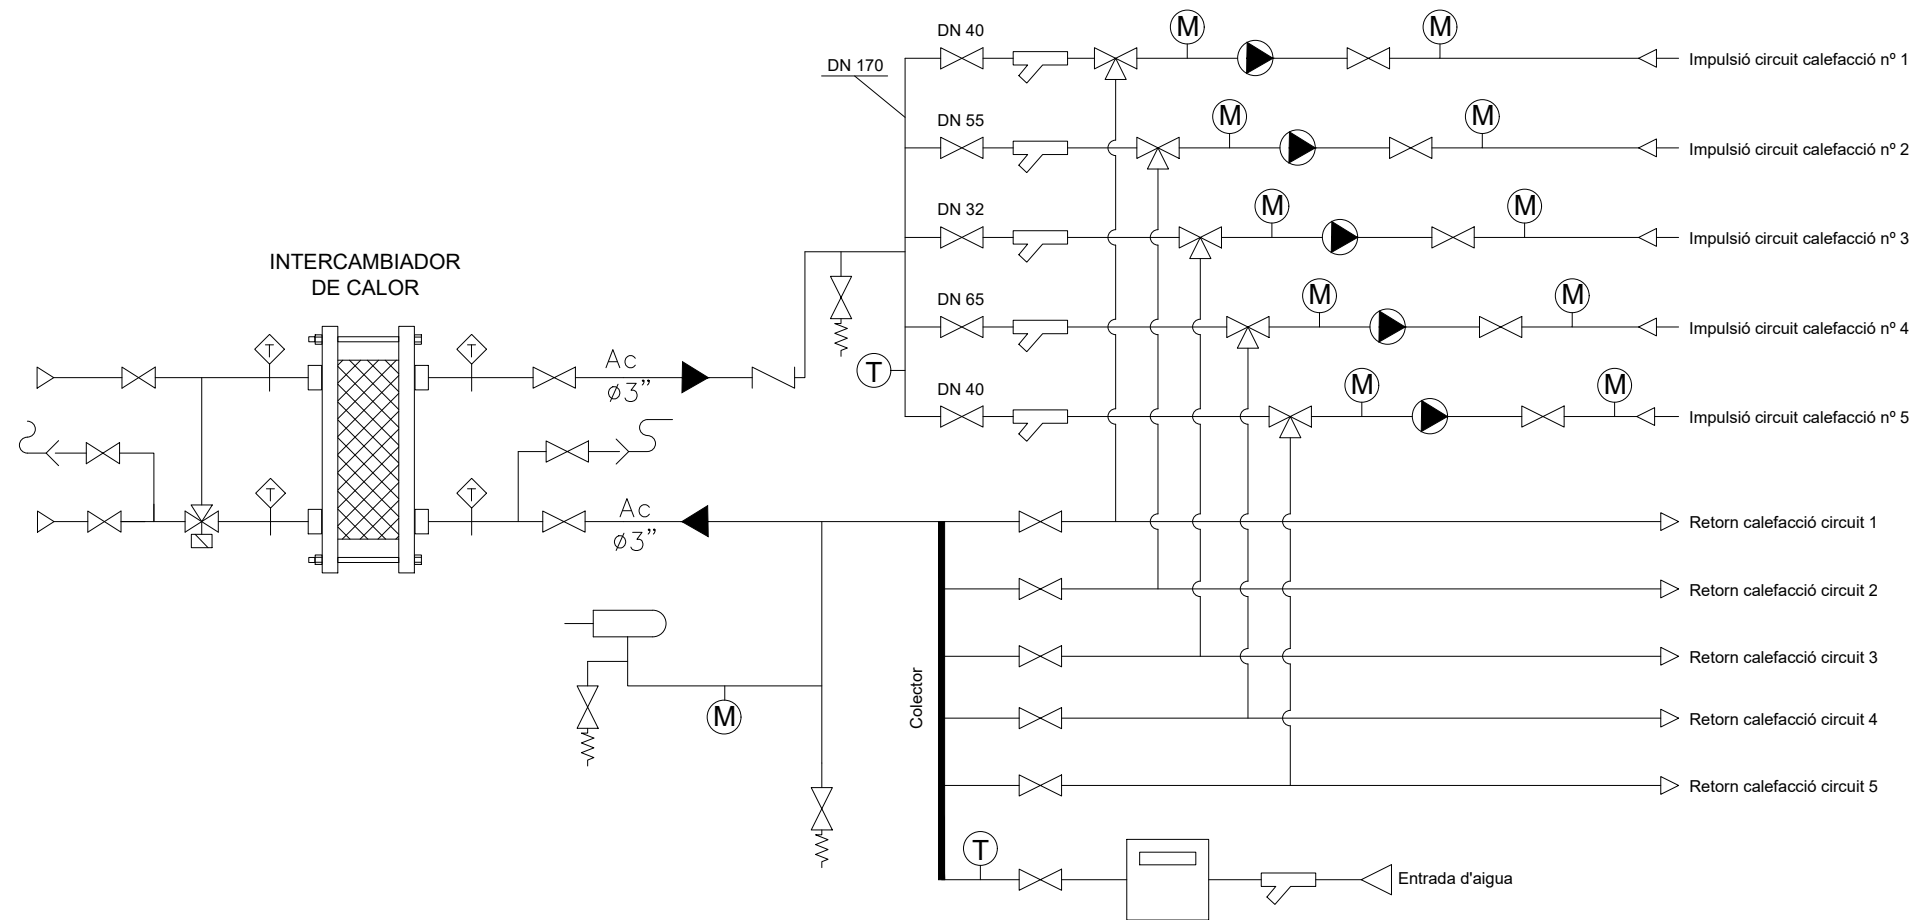 DN 40
M
M
Impulsió circuit calefacció nº 1
DN 170
DN 55
M
M
Impulsió circuit calefacció nº 2
DN 32
M
M
Impulsió circuit calefacció nº 3
INTERCAMBIADOR
DE CALOR
DN 65
M
M
Impulsió circuit calefacció nº 4
T
T
Ac
ø3”
T
DN 40
M
M
Impulsió circuit calefacció nº 5
T
T
Ac
ø3”
Retorn calefacció circuit 1
Retorn calefacció circuit 2
Retorn calefacció circuit 3
Colector
M
Retorn calefacció circuit 4
Retorn calefacció circuit 5
T
Entrada d'aigua